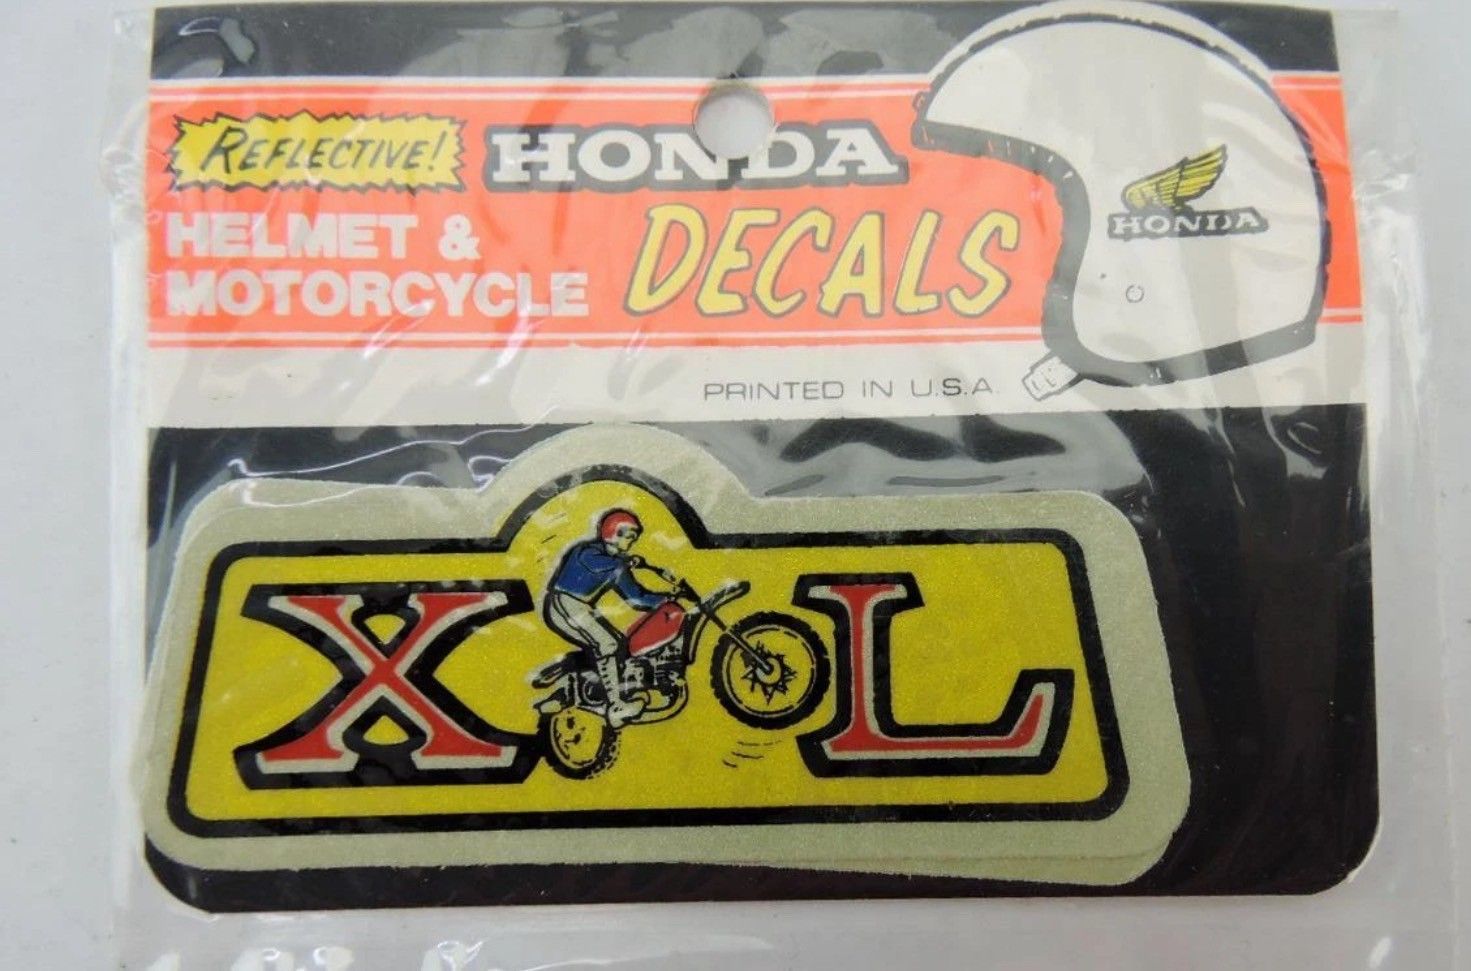 REFLECTIVE! HONDA
HELMET &
MOTORCYCLE DECALS
HONDA
PRINTED IN U.S.A.
XL